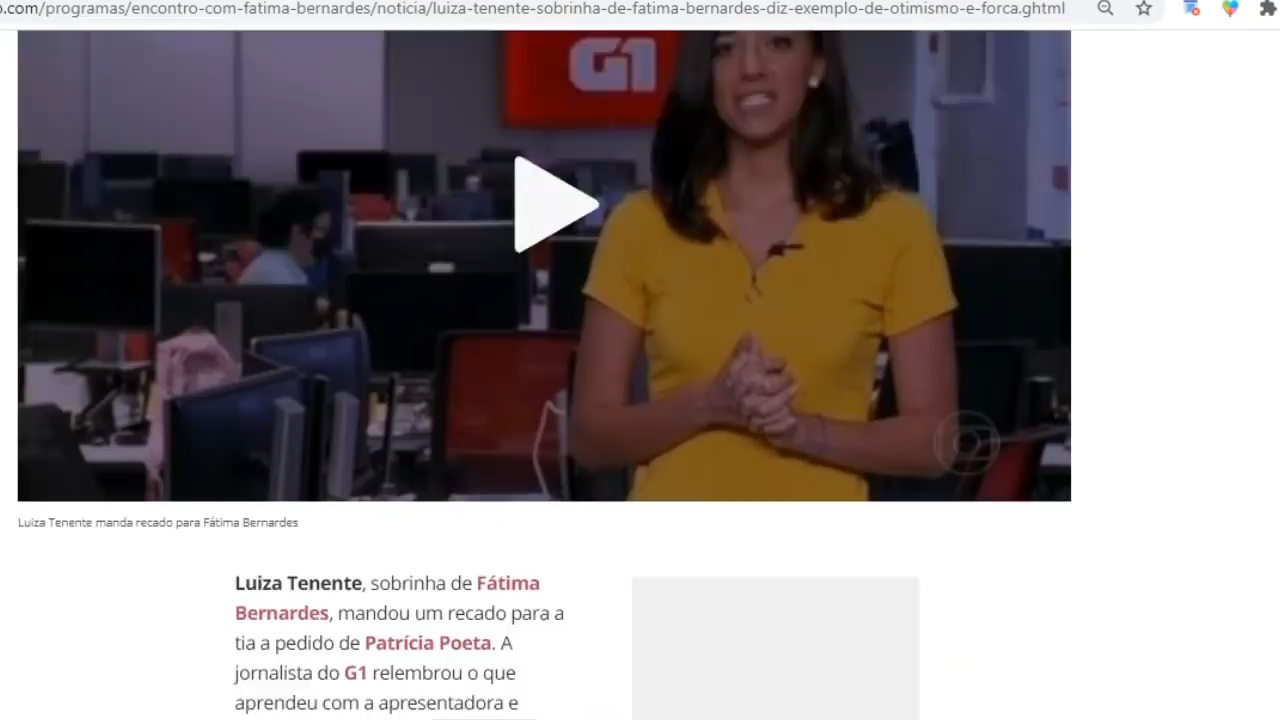 o.com/programas/encontro-com-fatima-bernardes/noticia/luiza-tenente-sobrinha-de-fatima-bernardes-diz-exemplo-de-otimismo-e-forca.ghtml
G1
Luiza Tenente manda recado para Fátima Bernardes
Luiza Tenente, sobrinha de Fátima
Bernardes, mandou um recado para a
tia a pedido de Patrícia Poeta. A
jornalista do G1 relembrou o que
aprendeu com a apresentadora e